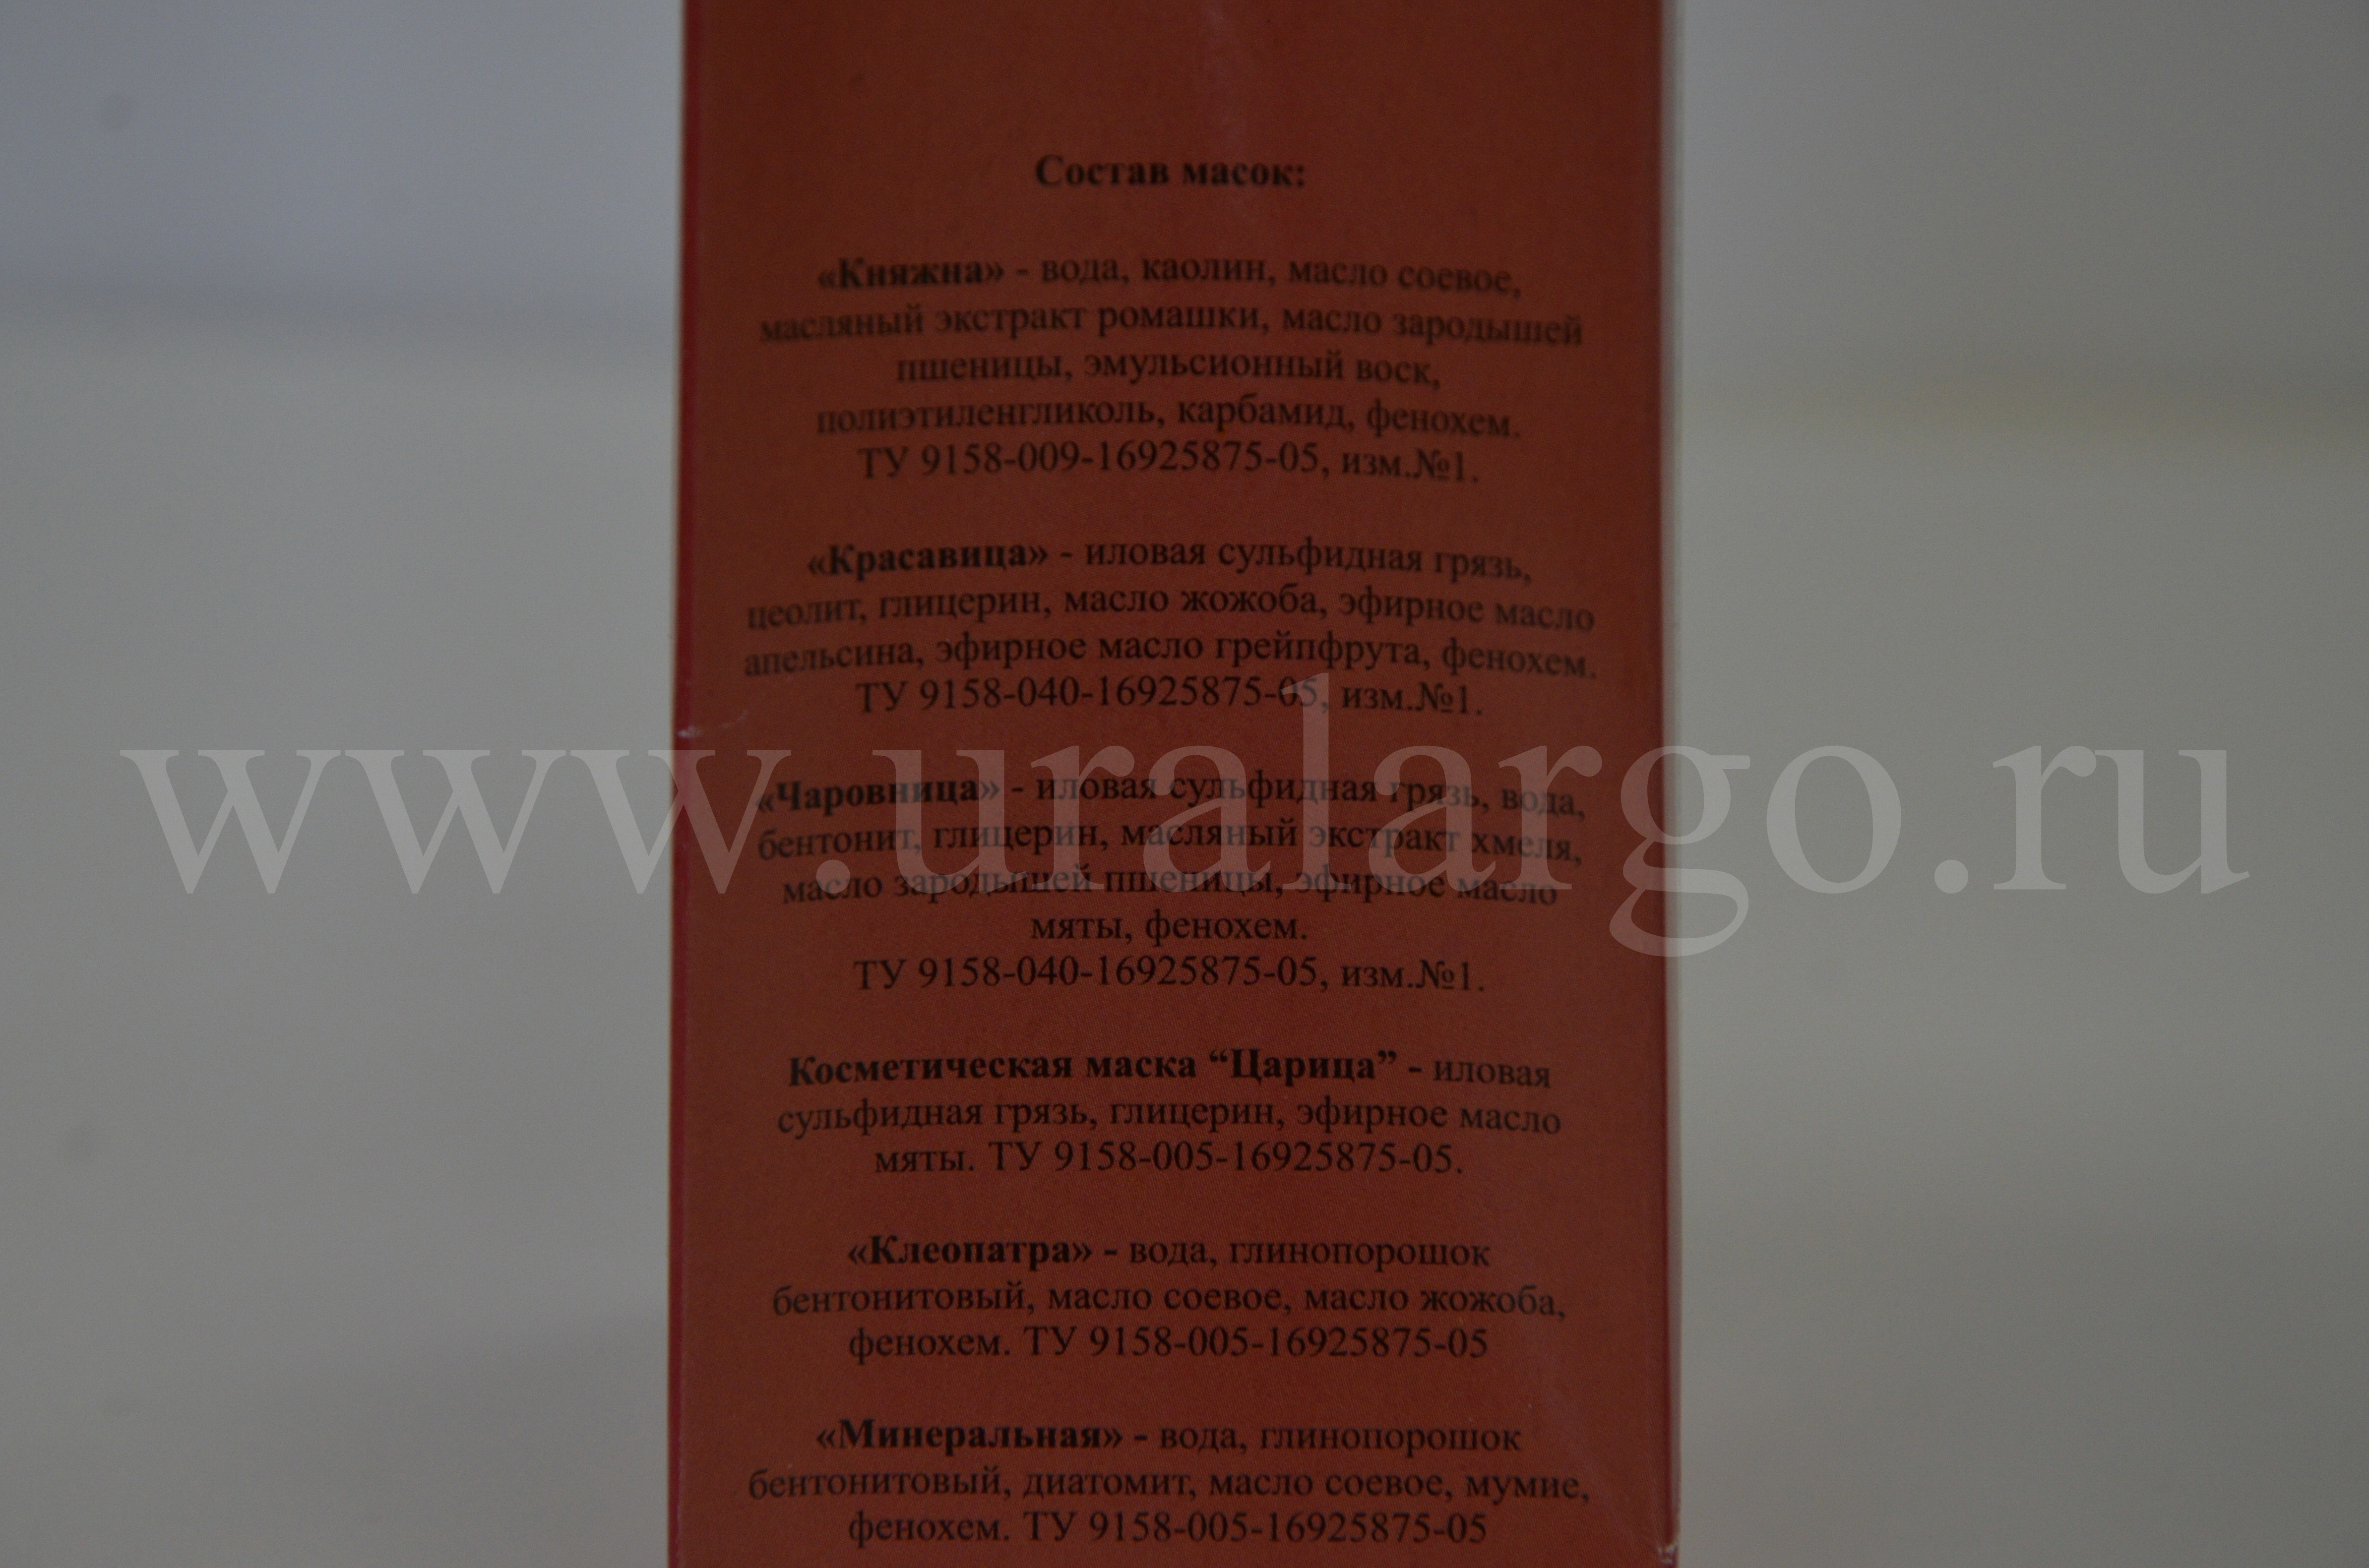 Состав масок:
«Княжна» - вода, каолин, масло соевое,
масляный экстракт ромашки, масло зародышей
пшеницы, эмульсионный воск,
полиэтиленгликоль, карбамид, фенохем.
ТУ 9158-009-16925875-05, изм.№1.
«Красавица» - иловая сульфидная грязь,
цеолит, глицерин, масло жожоба, эфирное масло
апельсина, эфирное масло грейпфрута, фенохем.
ТУ 9158-040-16925875-05, изм.№1.
www.uralargo.ru
«Чаровница» - иловая сульфидная грязь, вода,
бентонит, глицерин, масляный экстракт хмеля,
масло зародышей пшеницы, эфирное масло
мяты, фенохем.
ТУ 9158-040-16925875-05, изм.№1.
Косметическая маска “Царица” - иловая
сульфидная грязь, глицерин, эфирное масло
мяты. ТУ 9158-005-16925875-05.
«Клеопатра» - вода, глинопорошок
бентонитовый, масло соевое, масло жожоба,
фенохем. ТУ 9158-005-16925875-05
«Минеральная» - вода, глинопорошок
бентонитовый, диатомит, масло соевое, мумие,
фенохем. ТУ 9158-005-16925875-05